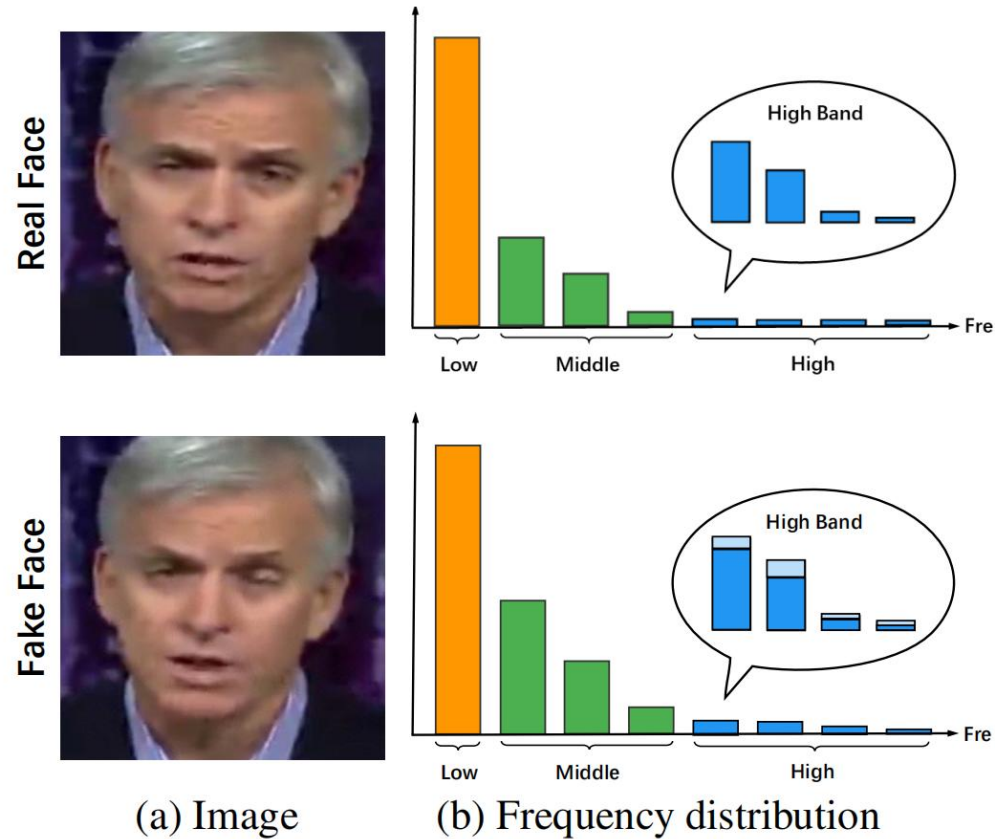 Real Face
High Band
Fre
Low
Middle
High
Fake Face
High Band
Fre
Low
Middle
High
(a) Image
(b) Frequency distribution